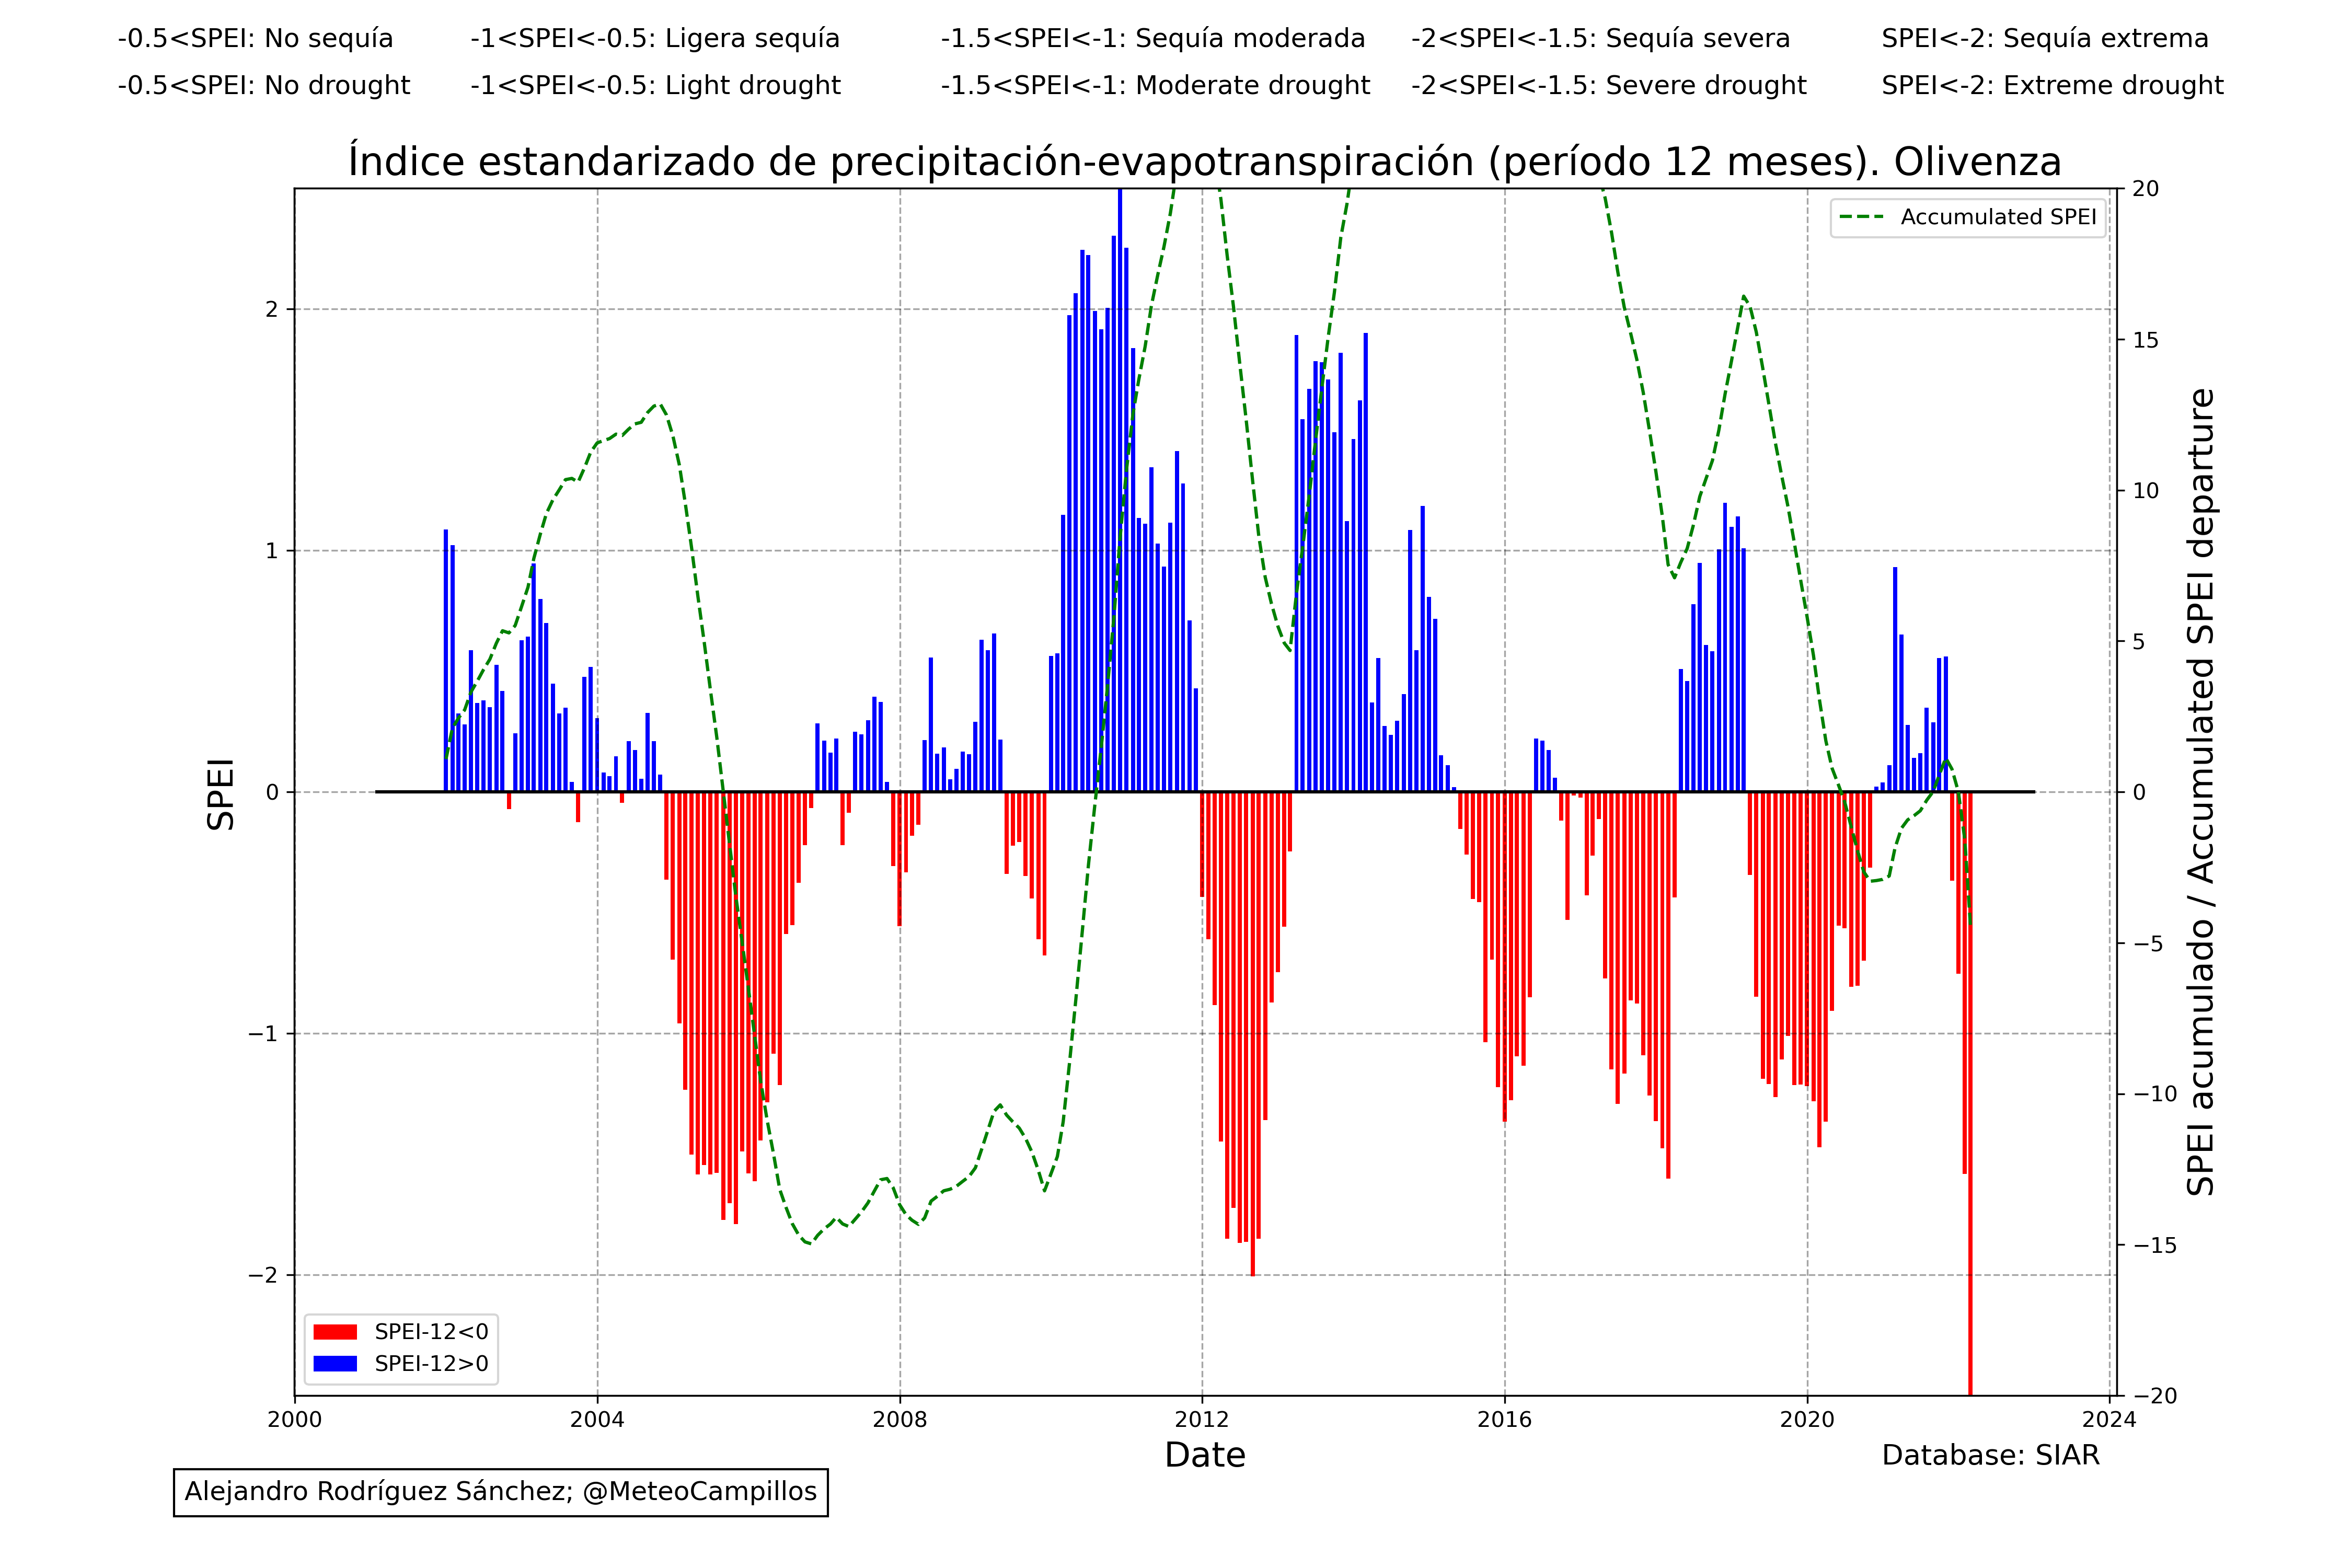 -0.5<SPEI: No sequía -1<SPEI<-0.5: Ligera sequía -1.5<SPEI<-1: Sequía moderada -2<SPEI<-1.5: Sequía severa SPEI<-2: Sequía extrema
-0.5<SPEI: No drought -1<SPEI<-0.5: Light drought -1.5<SPEI<-1: Moderate drought -2<SPEI<-1.5: Severe drought SPEI<-2: Extreme drought
Índice estandarizado de precipitación-evapotranspiración (período 12 meses). Olivenza
Accumulated SPEI
SPEI
2
1
0
−1
−2
20
15
10
5
0
−5
−10
−15
−20
SPEI acumulado / Accumulated SPEI departure
SPEI-12<0
SPEI-12>0
2000 2004 2008 2012 2016 2020 2024
Date
Database: SIAR
Alejandro Rodríguez Sánchez; @MeteoCampillos